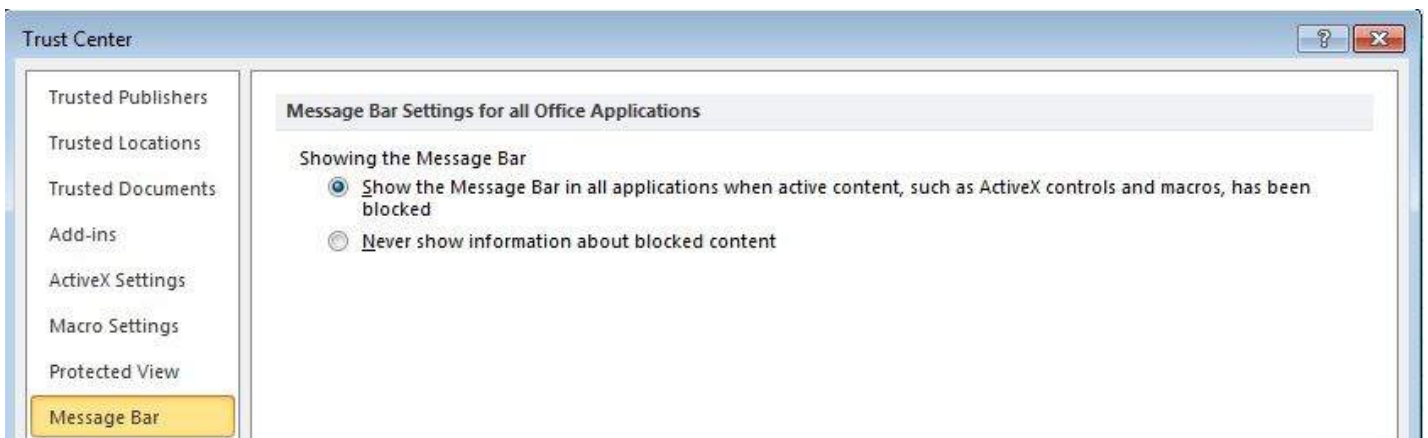 Trust Center
Trusted Publishers
Trusted Locations
Trusted Documents
Add-ins
ActiveX Settings
Macro Settings
Protected View
Message Bar
Message Bar Settings for all Office Applications
Showing the Message Bar
Show the Message Bar in all applications when active content, such as ActiveX controls and macros, has been
blocked
Never show information about blocked content